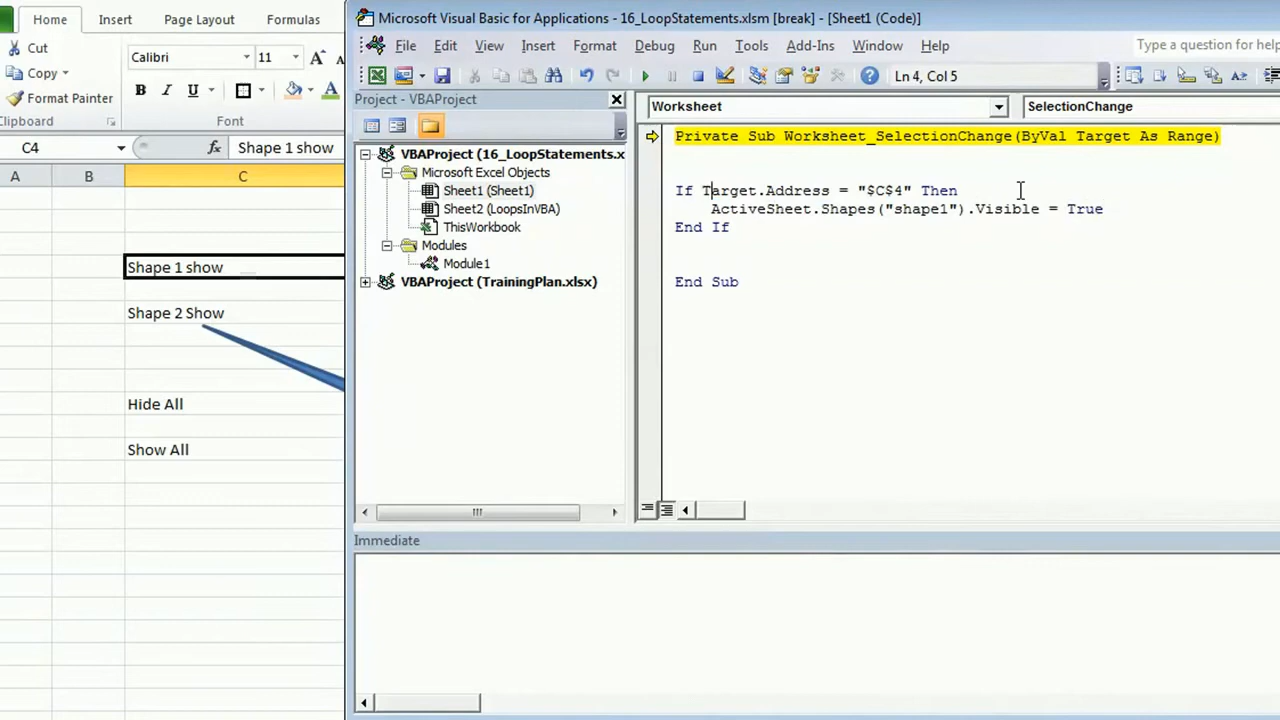 Home Insert Page Layout Formulas
Cut
Copy
Format Painter
Clipboard
Calibri 11 A A
B I U A
Font
C4 fx Shape 1 show
A B C
Shape 1 show
Shape 2 Show
Hide All
Show All
Microsoft Visual Basic for Applications - 16_LoopStatements.xlsm [break] - [Sheet1 (Code)]
File Edit View Insert Format Debug Run Tools Add-Ins Window Help
Type a question for help
Ln 4, Col 5
Project - VBAProject
VBAProject (16_LoopStatements.x
Microsoft Excel Objects
Sheet1 (Sheet1)
Sheet2 (LoopsInVBA)
ThisWorkbook
Modules
Module1
VBAProject (TrainingPlan.xlsx)
Worksheet SelectionChange
Private Sub Worksheet_SelectionChange(ByVal Target As Range)
If Target.Address = "$C$4" Then
ActiveSheet.Shapes("shape1").Visible = True
End If
End Sub
Immediate